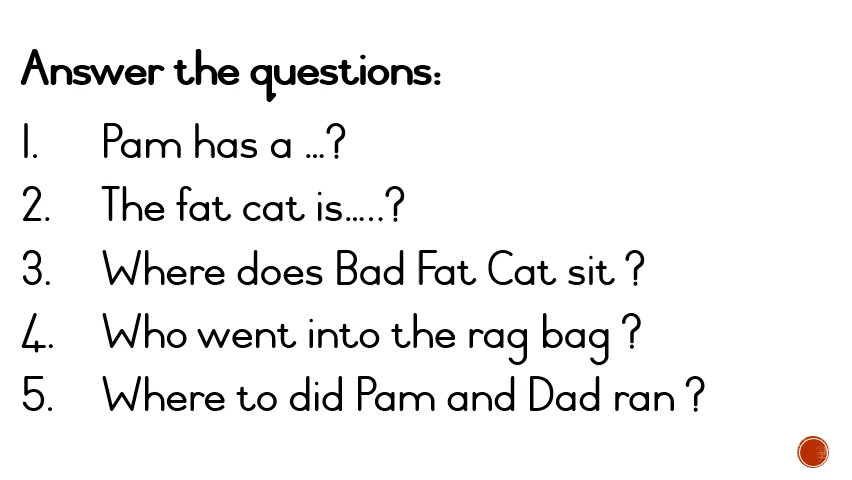 Answer the questions:
1. Pam has a ...?
2. The fat cat is.....?
3. Where does Bad Fat Cat sit ?
4. Who went into the rag bag ?
5. Where to did Pam and Dad ran ?